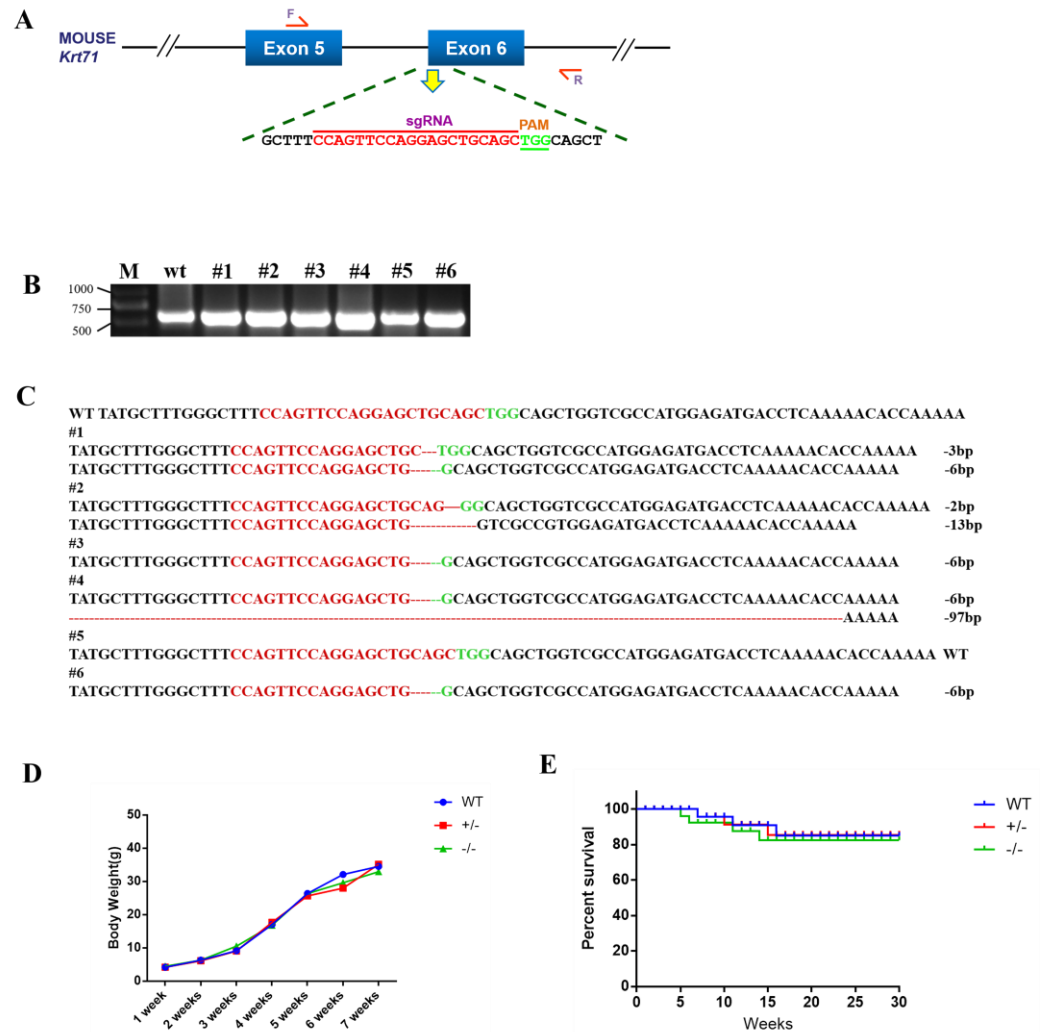 A
MOUSE
Krt71
F
Exon 5
Exon 6
R
sgRNA
PAM
GCTTTCCAGTTCCAGGAGCTGCAGCTGGCAGCT
B
M wt #1 #2 #3 #4 #5 #6
1000
750
500
C
WT TATGCTTTGGGCTTTCCAGTTCCAGGAGCTGCAGCTGGCAGCTGGTCGCCATGGAGATGACCTCAAAAACACCAAAAA
#1
TATGCTTTGGGCTTTCCAGTTCCAGGAGCTGC---TGGCAGCTGGTCGCCATGGAGATGACCTCAAAAACACCAAAAA -3bp
TATGCTTTGGGCTTTCCAGTTCCAGGAGCTG------GCAGCTGGTCGCCATGGAGATGACCTCAAAAACACCAAAAA -6bp
#2
TATGCTTTGGGCTTTCCAGTTCCAGGAGCTGCAG--GGCAGCTGGTCGCCATGGAGATGACCTCAAAAACACCAAAAA -2bp
TATGCTTTGGGCTTTCCAGTTCCAGGAGCTG-------------GTCGCCGTGGAGATGACCTCAAAAACACCAAAAA -13bp
#3
TATGCTTTGGGCTTTCCAGTTCCAGGAGCTG------GCAGCTGGTCGCCATGGAGATGACCTCAAAAACACCAAAAA -6bp
#4
TATGCTTTGGGCTTTCCAGTTCCAGGAGCTG------GCAGCTGGTCGCCATGGAGATGACCTCAAAAACACCAAAAA -6bp
-------------------------------------------------------------------------AAAAA -97bp
#5
TATGCTTTGGGCTTTCCAGTTCCAGGAGCTGCAGCTGGCAGCTGGTCGCCATGGAGATGACCTCAAAAACACCAAAAA WT
#6
TATGCTTTGGGCTTTCCAGTTCCAGGAGCTG------GCAGCTGGTCGCCATGGAGATGACCTCAAAAACACCAAAAA -6bp
D
WT
+/-
-/-
Body Weight(g)
50
40
30
20
10
0
1 week 2 weeks 3 weeks 4 weeks 5 weeks 6 weeks 7 weeks
E
WT
+/-
-/-
Percent survival
100
80
60
40
20
0
0 5 10 15 20 25 30
Weeks